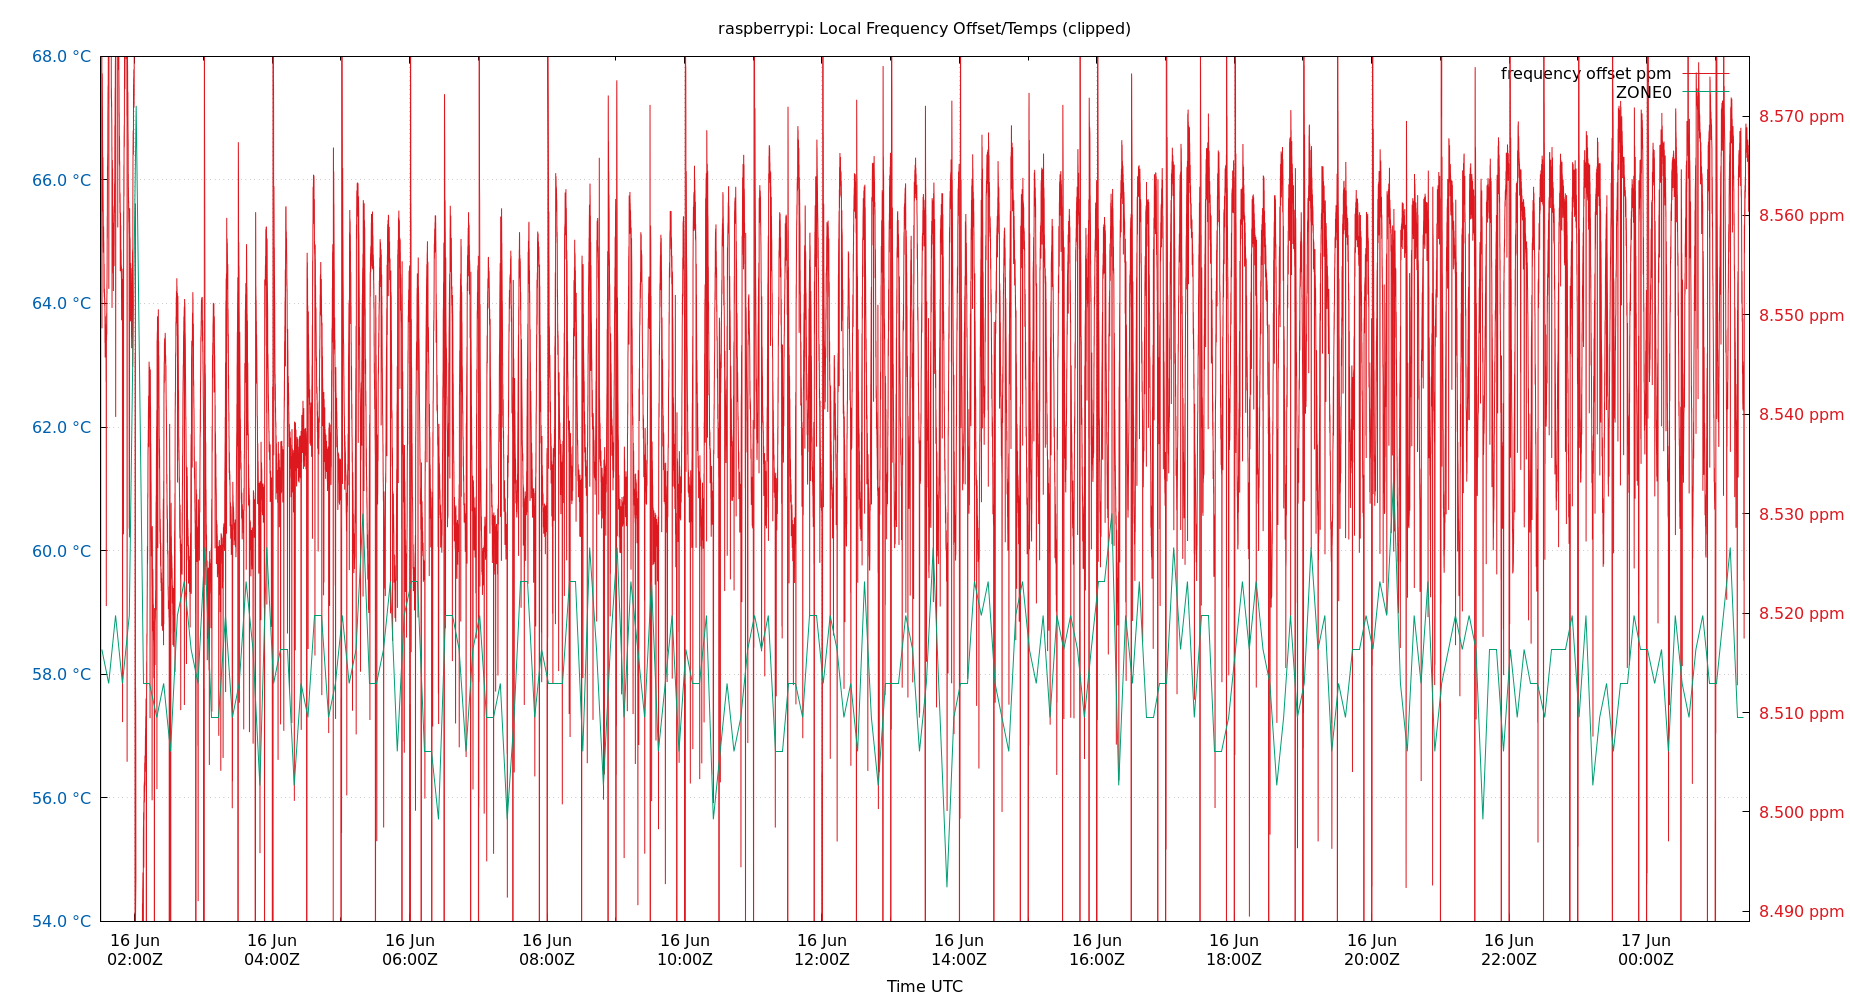 raspberrypi: Local Frequency Offset/Temps (clipped)
68.0 °C
66.0 °C
64.0 °C
62.0 °C
60.0 °C
58.0 °C
56.0 °C
54.0 °C
frequency offset ppm
ZONE0
8.570 ppm
8.560 ppm
8.550 ppm
8.540 ppm
8.530 ppm
8.520 ppm
8.510 ppm
8.500 ppm
8.490 ppm
16 Jun 16 Jun 16 Jun 16 Jun 16 Jun 16 Jun 16 Jun 16 Jun 16 Jun 16 Jun 16 Jun 17 Jun
02:00Z 04:00Z 06:00Z 08:00Z 10:00Z 12:00Z 14:00Z 16:00Z 18:00Z 20:00Z 22:00Z 00:00Z
Time UTC